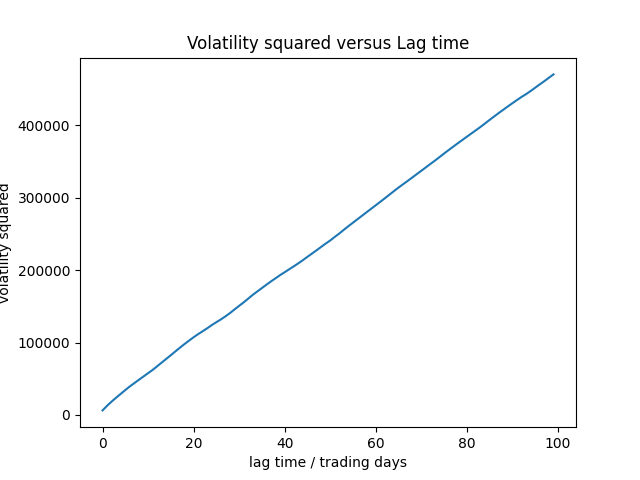 Volatility squared versus Lag time
400000
300000
200000
100000
0
Volatility squared
0 20 40 60 80 100
lag time / trading days